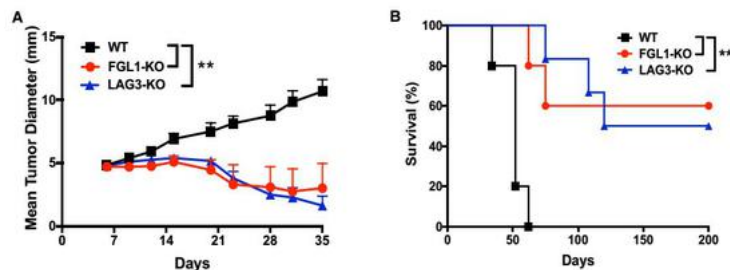 A
Mean Tumor Diameter (mm)
15
10
5
0
0
7
14
21
28
35
Days
WT
FGL1-KO
LAG3-KO
**
B
Survival (%)
100
80
60
40
20
0
0
50
100
150
200
Days
WT
FGL1-KO
LAG3-KO
**